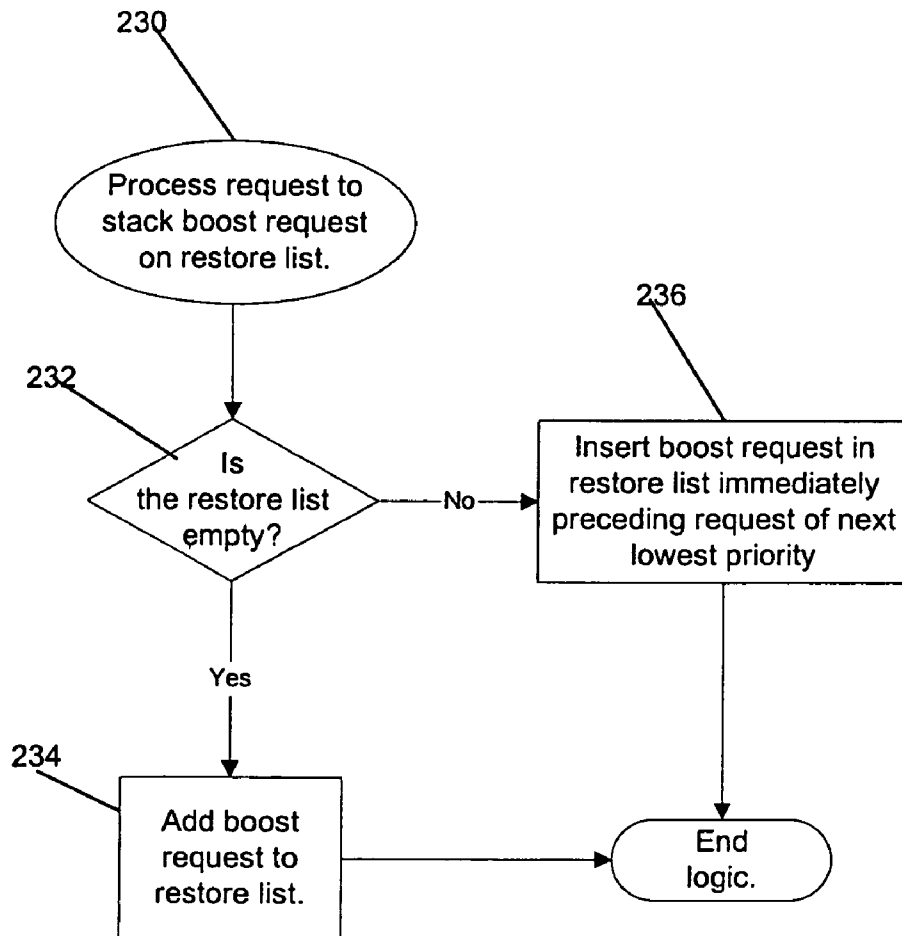 230
Process request to
stack boost request
on restore list.
232
Is
the restore list
empty?
No
236
Insert boost request in
restore list immediately
preceding request of next
lowest priority
Yes
234
Add boost
request to
restore list.
End
logic.